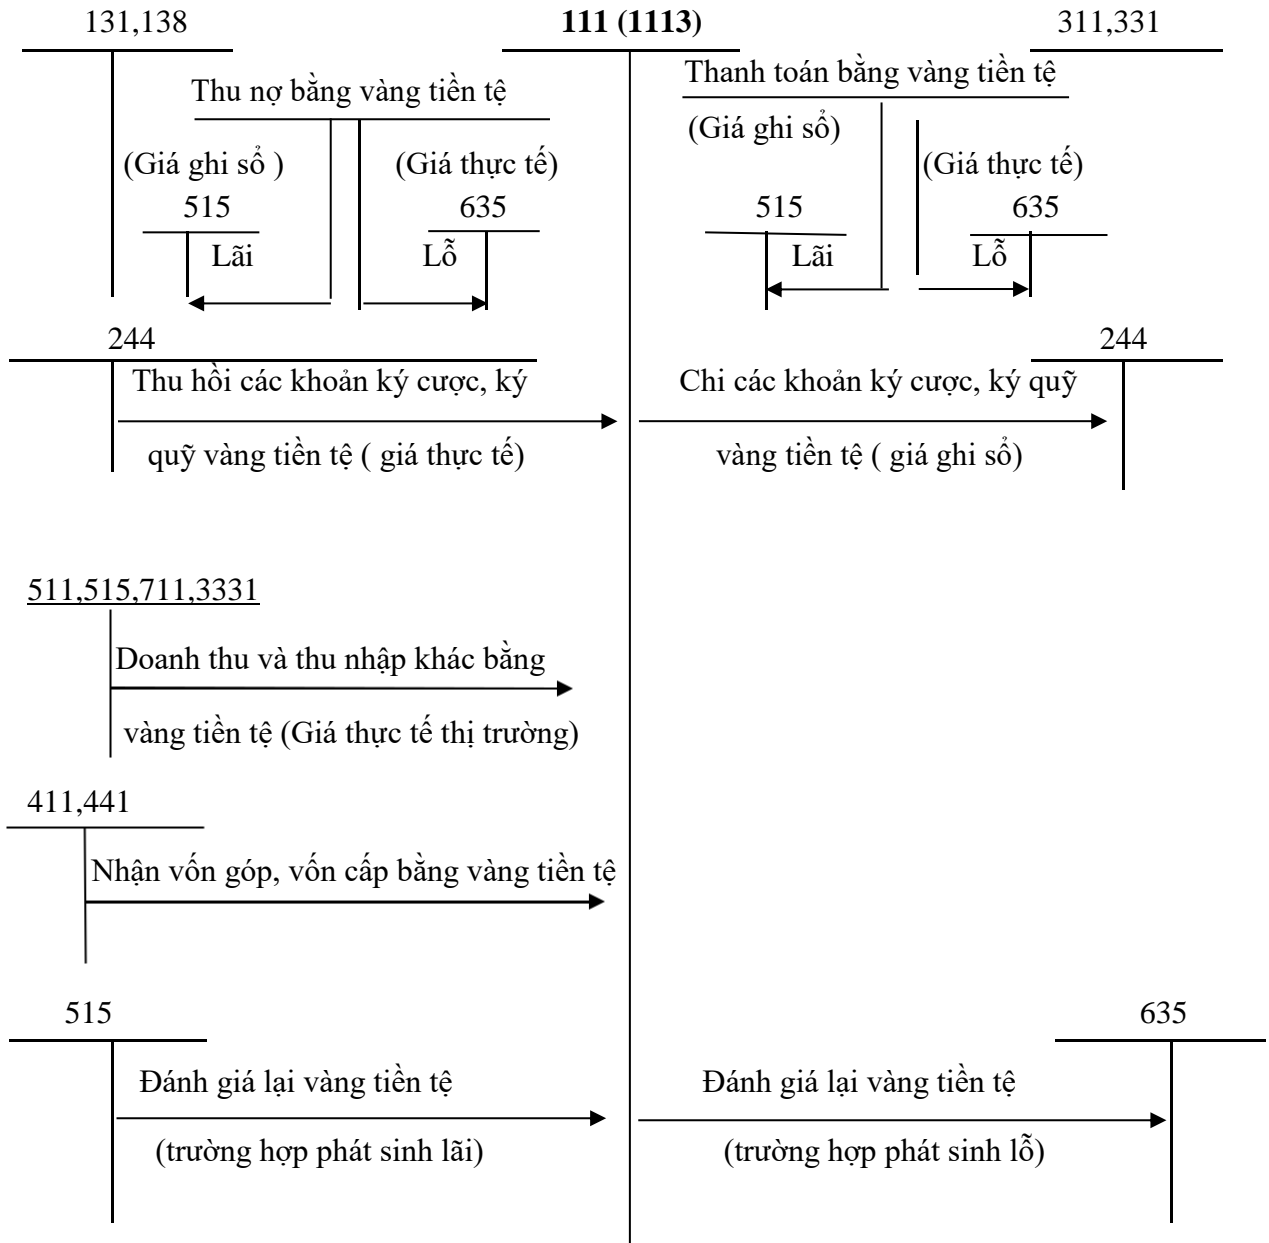 131,138
111 (1113)
311,331
Thu nợ bằng vàng tiền tệ
Thanh toán bằng vàng tiền tệ
(Giá ghi sổ )
(Giá thực tế)
(Giá ghi sổ)
(Giá thực tế)
515
635
515
635
Lãi
Lỗ
Lãi
Lỗ
244
244
Thu hồi các khoản ký cược, ký
Chi các khoản ký cược, ký quỹ
quỹ vàng tiền tệ ( giá thực tế)
vàng tiền tệ ( giá ghi sổ)
511,515,711,3331
Doanh thu và thu nhập khác bằng
vàng tiền tệ (Giá thực tế thị trường)
411,441
Nhận vốn góp, vốn cấp bằng vàng tiền tệ
515
635
Đánh giá lại vàng tiền tệ
Đánh giá lại vàng tiền tệ
(trường hợp phát sinh lãi)
(trường hợp phát sinh lỗ)